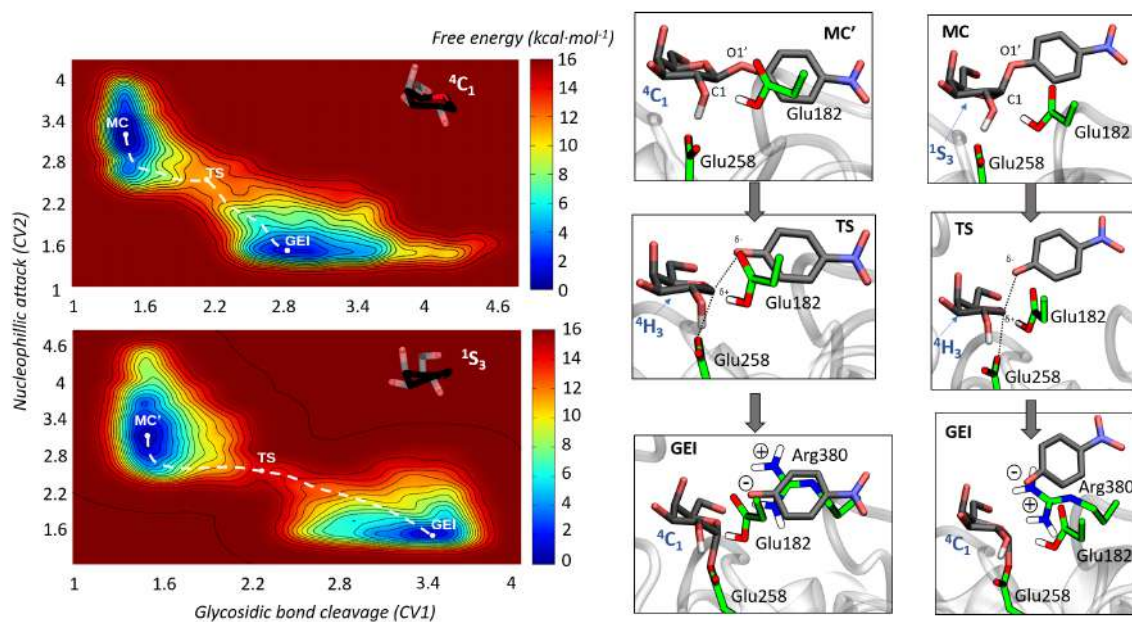 Free energy (kcal·mol⁻¹)
4
3.4
2.8
2.2
1.6
1
MC
TS
GEI
⁴C₁
16
14
12
10
8
6
4
2
0
1
1.6
2.2
2.8
3.4
4
4.6
Nucleophillic attack (CV2)
4.6
4
3.4
2.8
2.2
1.6
MC'
TS
GEI
¹S₃
16
14
12
10
8
6
4
2
0
1
1.6
2.2
2.8
3.4
4
Glycosidic bond cleavage (CV1)
MC'
O1'
⁴C₁
C1
Glu182
Glu258
TS
δ-
δ+
⁴H₃
Glu182
Glu258
GEI
+
Arg380
−
⁴C₁
Glu182
Glu258
MC
O1'
C1
Glu182
¹S₃
Glu258
TS
δ-
δ+
Glu182
⁴H₃
Glu258
GEI
−
Arg380
+
⁴C₁
Glu182
Glu258